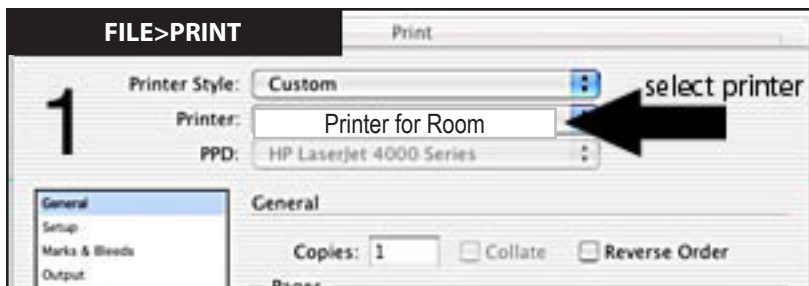 FILE>PRINT
Print
1
Printer Style: Custom
select printer
Printer: Printer for Room
PPD: HP LaserJet 4000 Series
General
General
Setup
Copies: 1 Collate Reverse Order
Marks & Bleeds
Output
Pages